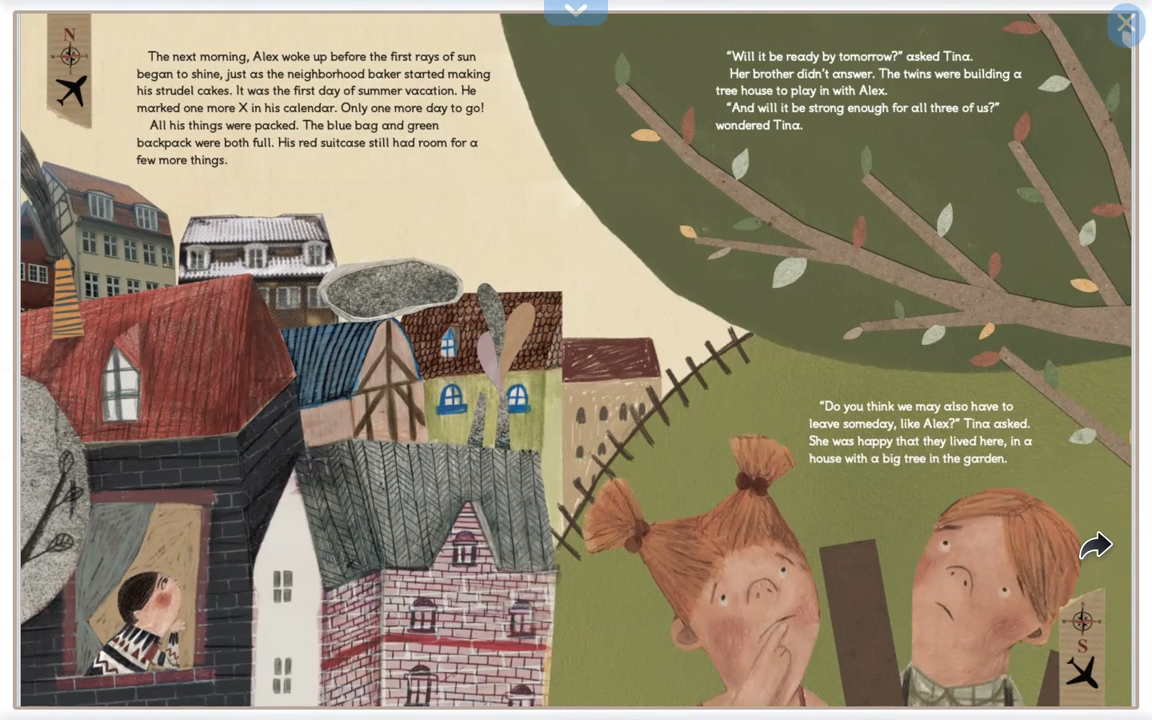 N
The next morning, Alex woke up before the first rays of sun
began to shine, just as the neighborhood baker started making
his strudel cakes. It was the first day of summer vacation. He
marked one more X in his calendar. Only one more day to go!
All his things were packed. The blue bag and green
backpack were both full. His red suitcase still had room for a
few more things.
“Will it be ready by tomorrow?” asked Tina.
Her brother didn’t answer. The twins were building a
tree house to play in with Alex.
“And will it be strong enough for all three of us?”
wondered Tina.
“Do you think we may also have to
leave someday, like Alex?” Tina asked.
She was happy that they lived here, in a
house with a big tree in the garden.
S